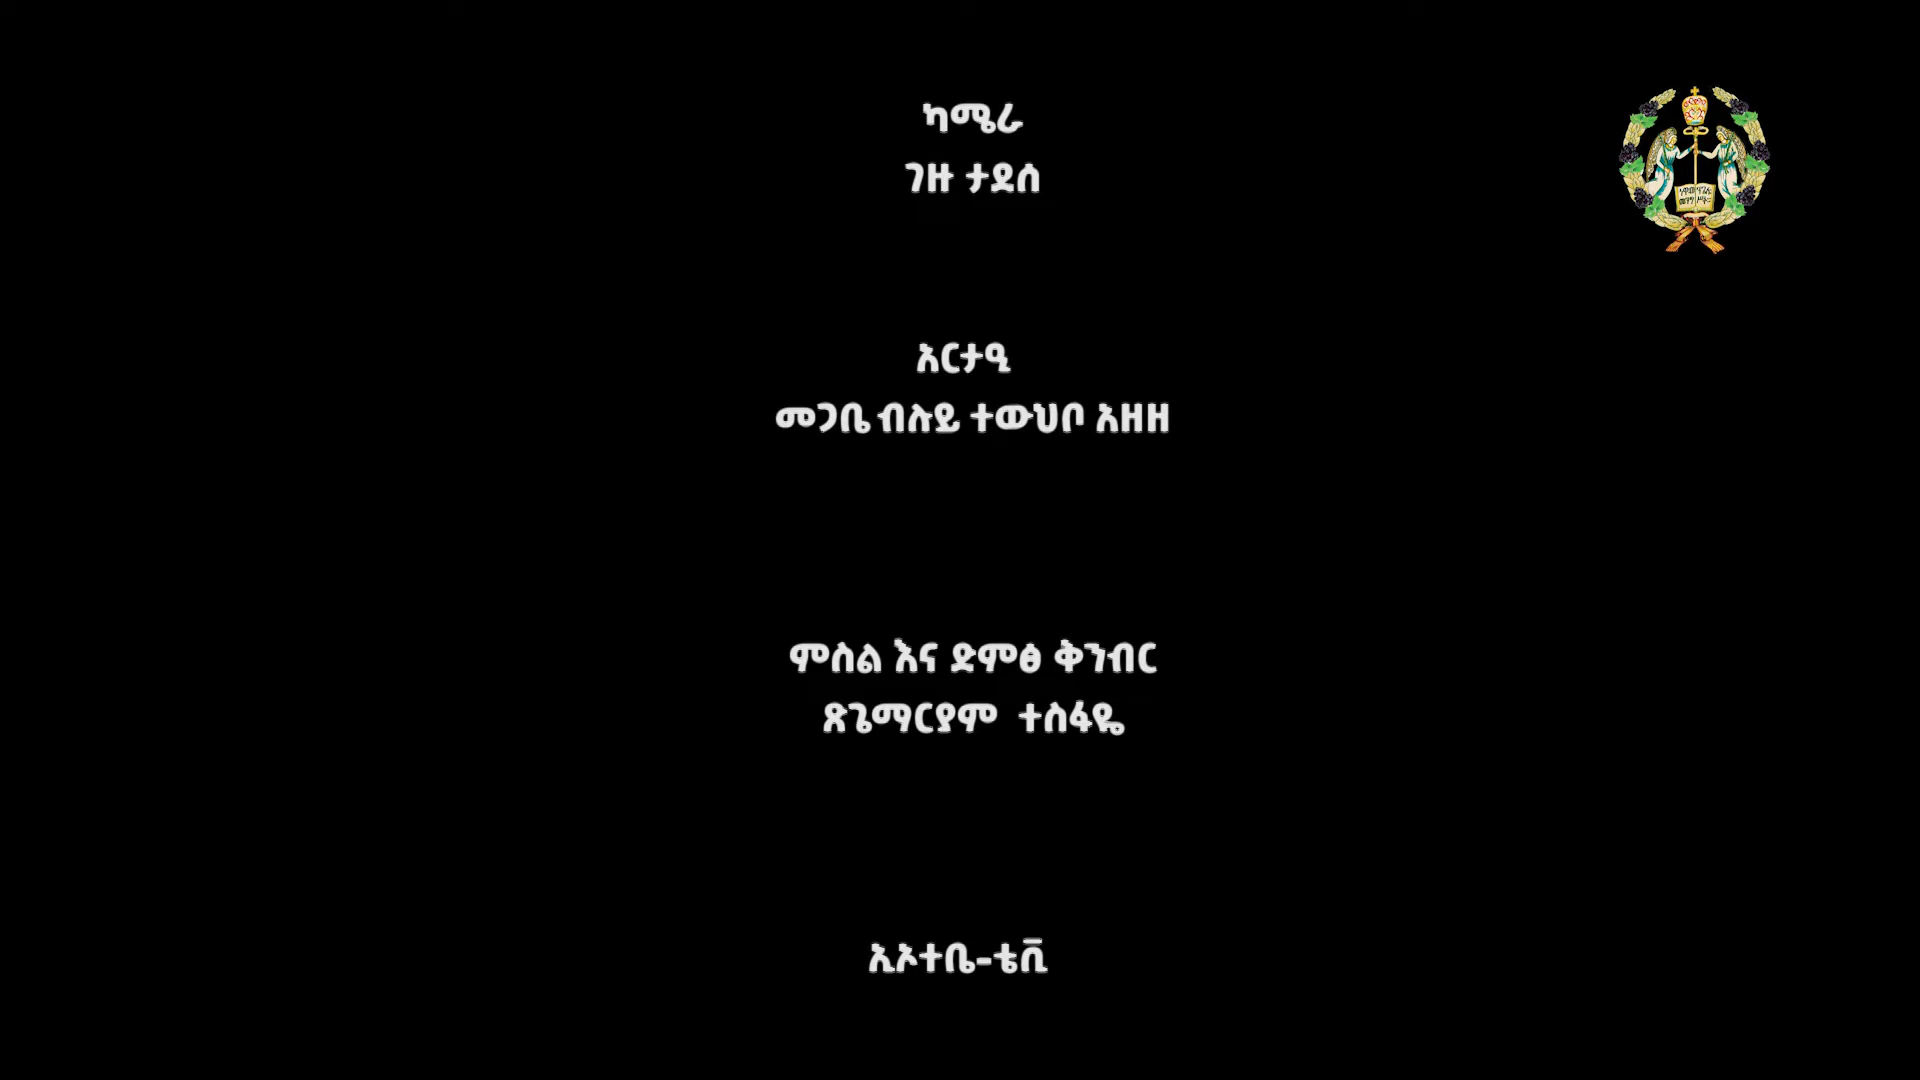 ካሜራ
ገዙ ታደሰ
አርታዒ
መጋቤ ብሉይ ተውህቦ አዘዘ
ምስል እና ድምፅ ቅንብር
ጽጌማርያም ተስፋዬ
ኢኦተቤ-ቴቪ